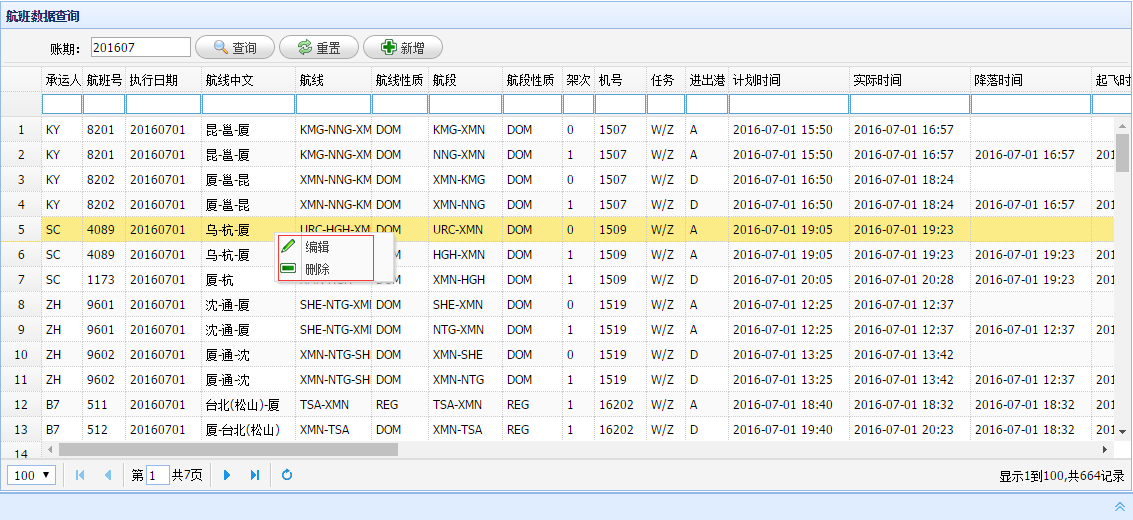 航班数据查询
账期： 201607 查询 重置 新增
承运人 航班号 执行日期 航线中文 航线 航线性质 航段 航段性质 架次 机号 任务 进出港 计划时间 实际时间 降落时间 起飞时
1 KY 8201 20160701 昆-邕-厦 KMG-NNG-XM DOM KMG-XMN DOM 0 1507 W/Z A 2016-07-01 15:50 2016-07-01 16:57
2 KY 8201 20160701 昆-邕-厦 KMG-NNG-XM DOM NNG-XMN DOM 1 1507 W/Z A 2016-07-01 15:50 2016-07-01 16:57 2016-07-01 16:57 201
3 KY 8202 20160701 厦-邕-昆 XMN-NNG-KM DOM XMN-KMG DOM 0 1507 W/Z D 2016-07-01 16:50 2016-07-01 18:24
4 KY 8202 20160701 厦-邕-昆 XMN-NNG-KM DOM XMN-NNG DOM 1 1507 W/Z D 2016-07-01 16:50 2016-07-01 18:24 2016-07-01 16:57 201
5 SC 4089 20160701 乌-杭-厦 URC-HGH-XM DOM URC-XMN DOM 0 1509 W/Z A 2016-07-01 19:05 2016-07-01 19:23
编辑
6 SC 4089 20160701 乌-杭-厦 HGH-XMN DOM 1 1509 W/Z A 2016-07-01 19:05 2016-07-01 19:23 2016-07-01 19:23 201
删除
7 SC 1173 20160701 厦-杭 XMN-HGH DOM 1 1509 W/Z D 2016-07-01 20:05 2016-07-01 20:28 2016-07-01 19:23 201
8 ZH 9601 20160701 沈-通-厦 SHE-NTG-XM DOM SHE-XMN DOM 0 1519 W/Z A 2016-07-01 12:25 2016-07-01 12:37
9 ZH 9601 20160701 沈-通-厦 SHE-NTG-XM DOM NTG-XMN DOM 1 1519 W/Z A 2016-07-01 12:25 2016-07-01 12:37 2016-07-01 12:37 201
10 ZH 9602 20160701 厦-通-沈 XMN-NTG-SH DOM XMN-SHE DOM 0 1519 W/Z D 2016-07-01 13:25 2016-07-01 13:42
11 ZH 9602 20160701 厦-通-沈 XMN-NTG-SH DOM XMN-NTG DOM 1 1519 W/Z D 2016-07-01 13:25 2016-07-01 13:42 2016-07-01 12:37 201
12 B7 511 20160701 台北(松山)-厦 TSA-XMN REG TSA-XMN REG 1 16202 W/Z A 2016-07-01 18:40 2016-07-01 18:32 2016-07-01 18:32 201
13 B7 512 20160701 厦-台北(松山) XMN-TSA REG XMN-TSA REG 1 16202 W/Z D 2016-07-01 19:40 2016-07-01 20:23 2016-07-01 18:32 201
14
100 第 1 共7页 显示1到100,共664记录